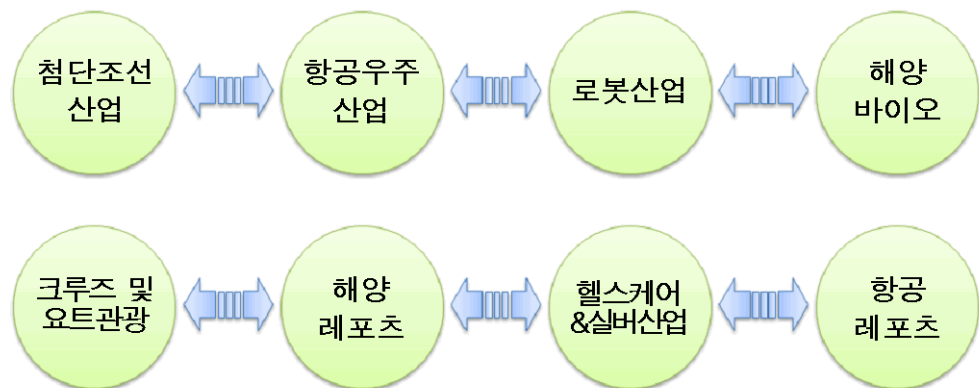 첨단조선
산업
항공우주
산업
로봇산업
해양
바이오
크루즈 및
요트관광
해양
레포츠
헬스케어
&실버산업
항공
레포츠